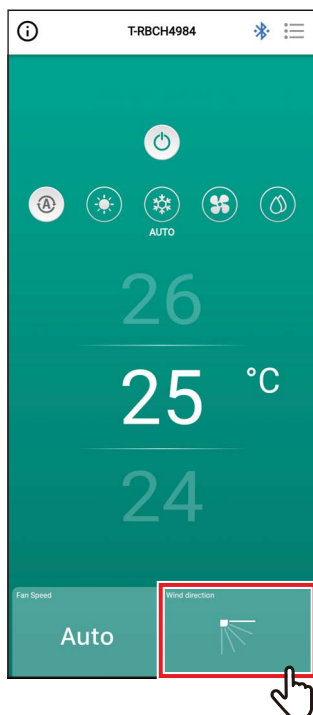 T-RBCH4984
A
AUTO
26
25 °C
24
Fan Speed
Wind direction
Auto